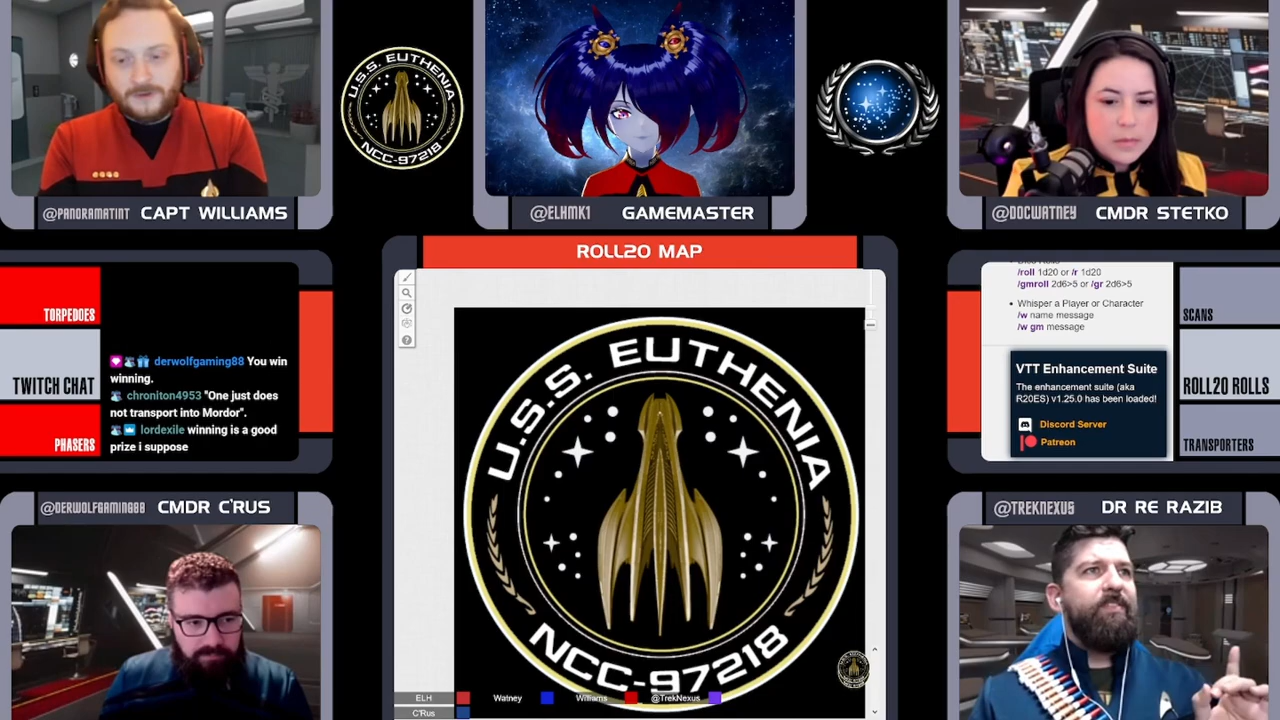 U.S.S. EUTHENIA
NCC-97218
@PANORAMATINT CAPT WILLIAMS
@ELHMK1 GAMEMASTER
@DOCWATNEY CMDR STETKO
ROLL20 MAP
TORPEDOES
TWITCH CHAT
PHASERS
derwolfgaming88 You win
winning.
chroniton4953 "One just does
not transport into Mordor".
lordexile winning is a good
prize i suppose
U.S.S. EUTHENIA
NCC-97218
ELH
Watney
Williams
@TrekNexus
C'Rus
/roll 1d20 or /r 1d20
/gmroll 2d6>5 or /gr 2d6>5
• Whisper a Player or Character
/w name message
/w gm message
VTT Enhancement Suite
The enhancement suite (aka
R20ES) v1.25.0 has been loaded!
Discord Server
Patreon
SCANS
ROLL20 ROLLS
TRANSPORTERS
@DERWOLFGAMING88 CMDR C'RUS
@TREKNEXUS DR RE RAZIB